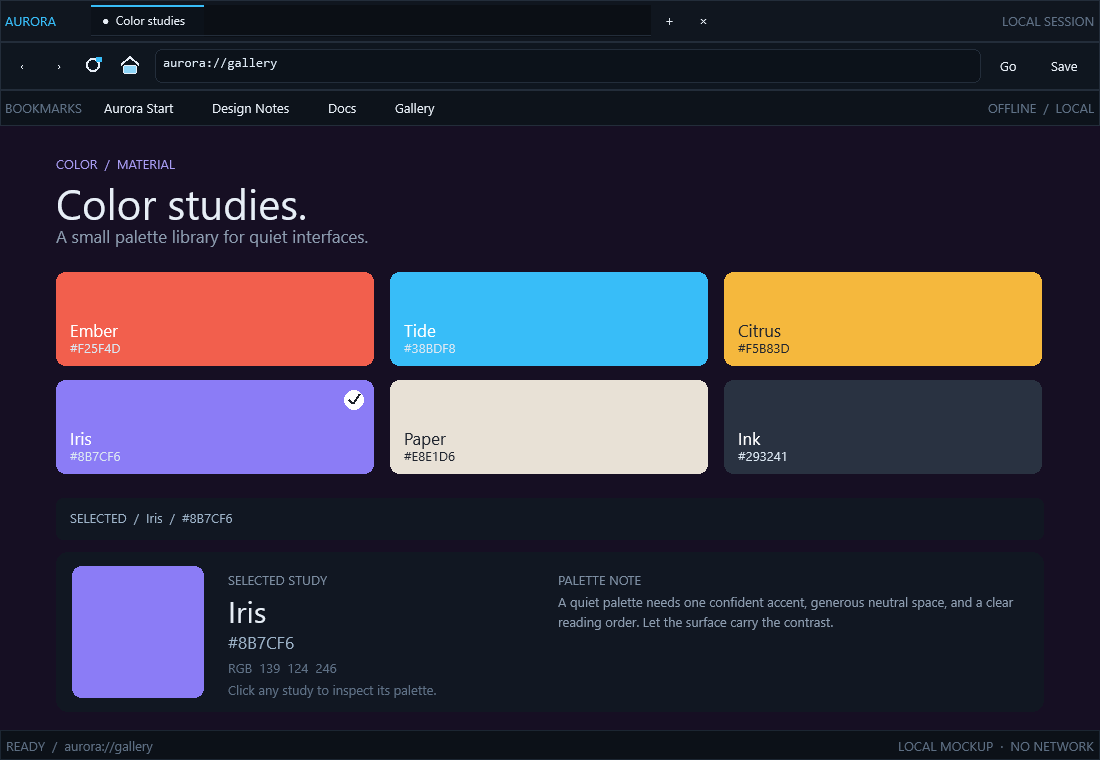 AURORA ● Color studies + × LOCAL SESSION
‹ › aurora://gallery Go Save
BOOKMARKS Aurora Start Design Notes Docs Gallery OFFLINE / LOCAL
COLOR / MATERIAL
Color studies.
A small palette library for quiet interfaces.
Ember
#F25F4D
Tide
#38BDF8
Citrus
#F5B83D
Iris
#8B7CF6
Paper
#E8E1D6
Ink
#293241
SELECTED / Iris / #8B7CF6
SELECTED STUDY
Iris
#8B7CF6
RGB 139 124 246
Click any study to inspect its palette.
PALETTE NOTE
A quiet palette needs one confident accent, generous neutral space, and a clear
reading order. Let the surface carry the contrast.
READY / aurora://gallery LOCAL MOCKUP · NO NETWORK